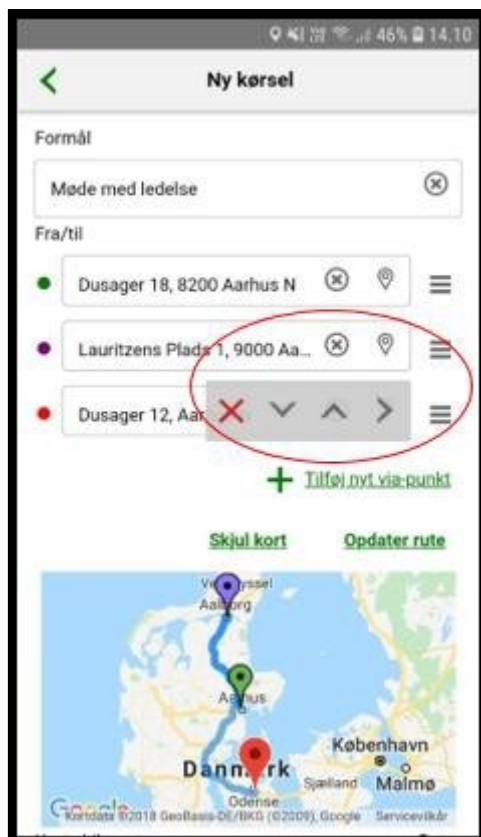 46% 14.10
Ny kørsel
Formål
Møde med ledelse
Fra/til
Dusager 18, 8200 Aarhus N
Lauritzens Plads 1, 9000 Aa...
Dusager 12, Aar
Tilføj nyt via-punkt
Skjul kort Opdater rute
Aalborg
Aarhus
København
Danmark
Sjælland Malmø
Odense
Google Kortdata ©2018 GeoBasis-DE/BKG (©2009), Google Servicevilkår